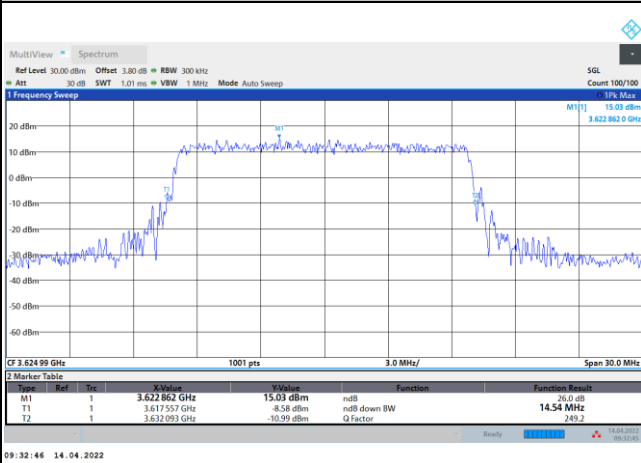 MultiView Spectrum
Ref Level 30.00 dBm Offset 3.80 dB RBW 300 kHz SGL
Att 30 dB SWT 1.01 ms VBW 1 MHz Mode Auto Sweep Count 100/100
1 Frequency Sweep 1Pk Max
M1[1] 15.03 dBm
3.622 862 0 GHz
20 dBm
M1
10 dBm
0 dBm
-10 dBm
-20 dBm
-30 dBm
-40 dBm
-50 dBm
-60 dBm
CF 3.624 99 GHz 1001 pts 3.0 MHz/ Span 30.0 MHz
2 Marker Table
Type Ref Trc X-Value Y-Value Function Function Result
M1 1 3.622 862 GHz 15.03 dBm ndB 26.0 dB
T1 1 3.617 557 GHz -8.58 dBm ndB down BW 14.54 MHz
T2 1 3.632 093 GHz -10.99 dBm Q Factor 249.2
Ready 14.04.2022
09:32:45
09:32:46 14.04.2022